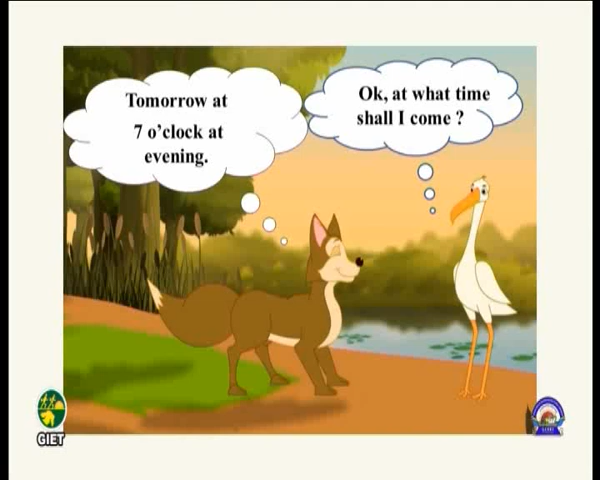 Tomorrow at
7 o'clock at
evening.
Ok, at what time
shall I come ?
GIET